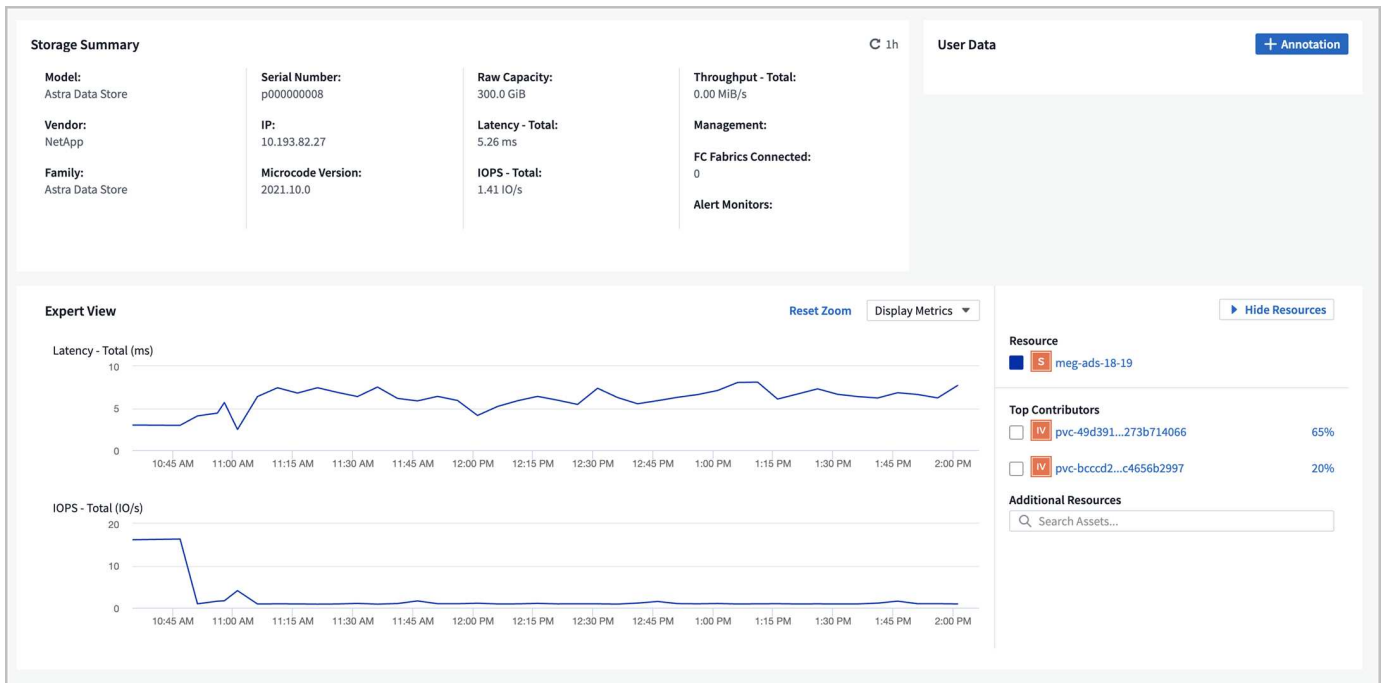 Storage Summary
1h
Model:
Astra Data Store
Vendor:
NetApp
Family:
Astra Data Store
Serial Number:
p000000008
IP:
10.193.82.27
Microcode Version:
2021.10.0
Raw Capacity:
300.0 GiB
Latency - Total:
5.26 ms
IOPS - Total:
1.41 IO/s
Throughput - Total:
0.00 MiB/s
Management:
FC Fabrics Connected:
0
Alert Monitors:
User Data
+ Annotation
Expert View
Reset Zoom
Display Metrics
Latency - Total (ms)
10
5
0
10:45 AM 11:00 AM 11:15 AM 11:30 AM 11:45 AM 12:00 PM 12:15 PM 12:30 PM 12:45 PM 1:00 PM 1:15 PM 1:30 PM 1:45 PM 2:00 PM
IOPS - Total (IO/s)
20
10
0
10:45 AM 11:00 AM 11:15 AM 11:30 AM 11:45 AM 12:00 PM 12:15 PM 12:30 PM 12:45 PM 1:00 PM 1:15 PM 1:30 PM 1:45 PM 2:00 PM
Hide Resources
Resource
S meg-ads-18-19
Top Contributors
IV pvc-49d391...273b714066 65%
IV pvc-bcccd2...c4656b2997 20%
Additional Resources
Search Assets...